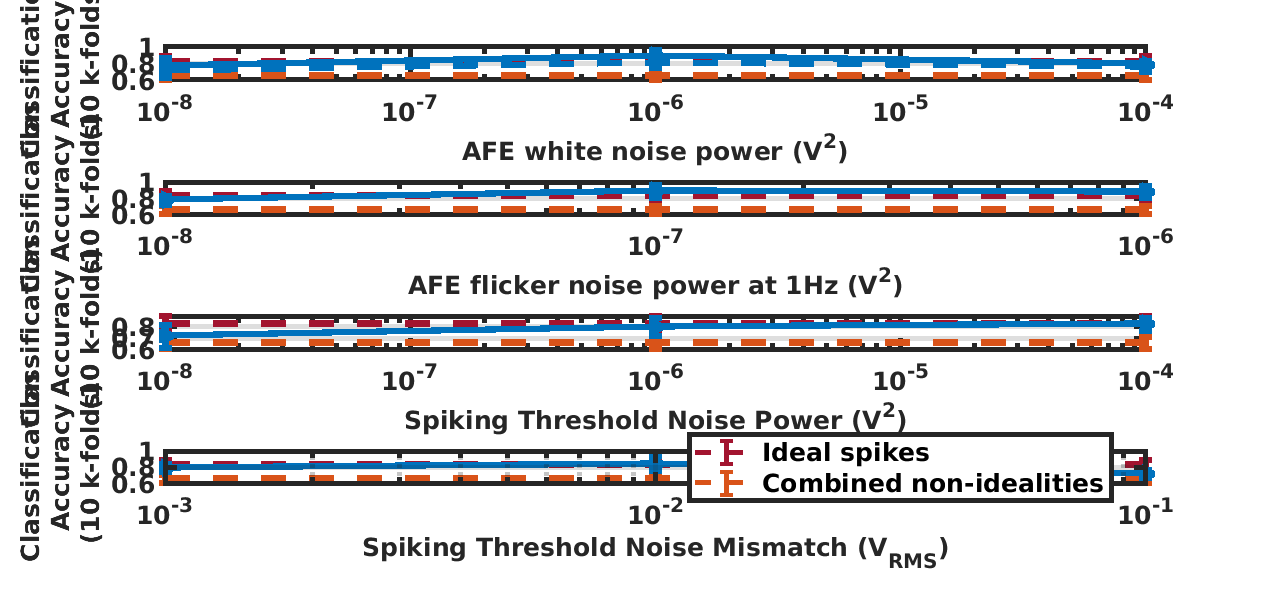 Classification
Accuracy
(10 k-folds)
1
0.8
0.6
10^-8 10^-7 10^-6 10^-5 10^-4
AFE white noise power (V^2)
Classification
Accuracy
(10 k-folds)
1
0.8
0.6
10^-8 10^-7 10^-6
AFE flicker noise power at 1Hz (V^2)
Classification
Accuracy
(10 k-folds)
0.8
0.7
0.6
10^-8 10^-7 10^-6 10^-5 10^-4
Spiking Threshold Noise Power (V^2)
Classification
Accuracy
(10 k-folds)
1
0.8
0.6
10^-3 10^-2 10^-1
Spiking Threshold Noise Mismatch (V_RMS)
Ideal spikes
Combined non-idealities